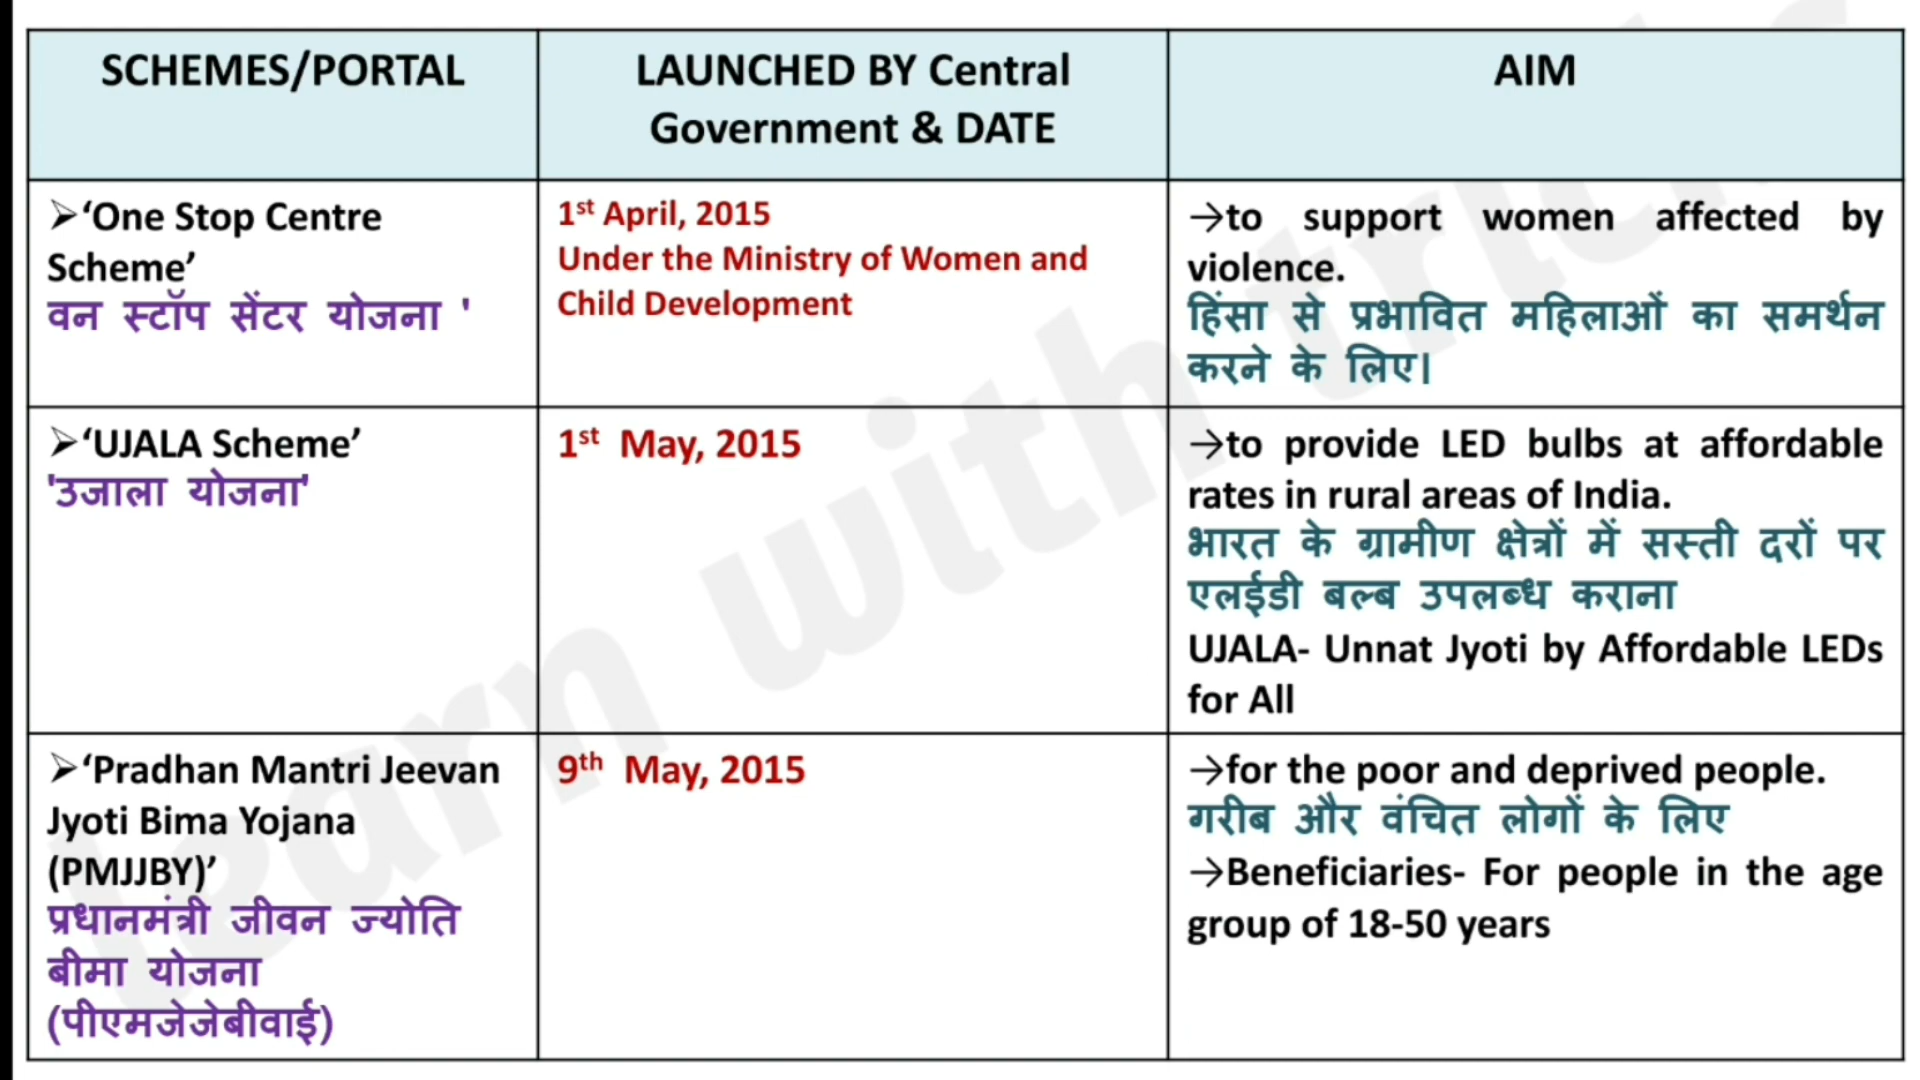 SCHEMES/PORTAL
LAUNCHED BY Central
Government & DATE
AIM
➢‘One Stop Centre
Scheme’
वन स्टॉप सेंटर योजना '
1st April, 2015
Under the Ministry of Women and
Child Development
→to support women affected by
violence.
हिंसा से प्रभावित महिलाओं का समर्थन
करने के लिए।
➢‘UJALA Scheme’
'उजाला योजना'
1st May, 2015
→to provide LED bulbs at affordable
rates in rural areas of India.
भारत के ग्रामीण क्षेत्रों में सस्ती दरों पर
एलईडी बल्ब उपलब्ध कराना
UJALA- Unnat Jyoti by Affordable LEDs
for All
➢‘Pradhan Mantri Jeevan
Jyoti Bima Yojana
(PMJJBY)’
प्रधानमंत्री जीवन ज्योति
बीमा योजना
(पीएमजेजेबीवाई)
9th May, 2015
→for the poor and deprived people.
गरीब और वंचित लोगों के लिए
→Beneficiaries- For people in the age
group of 18-50 years
learn with tric